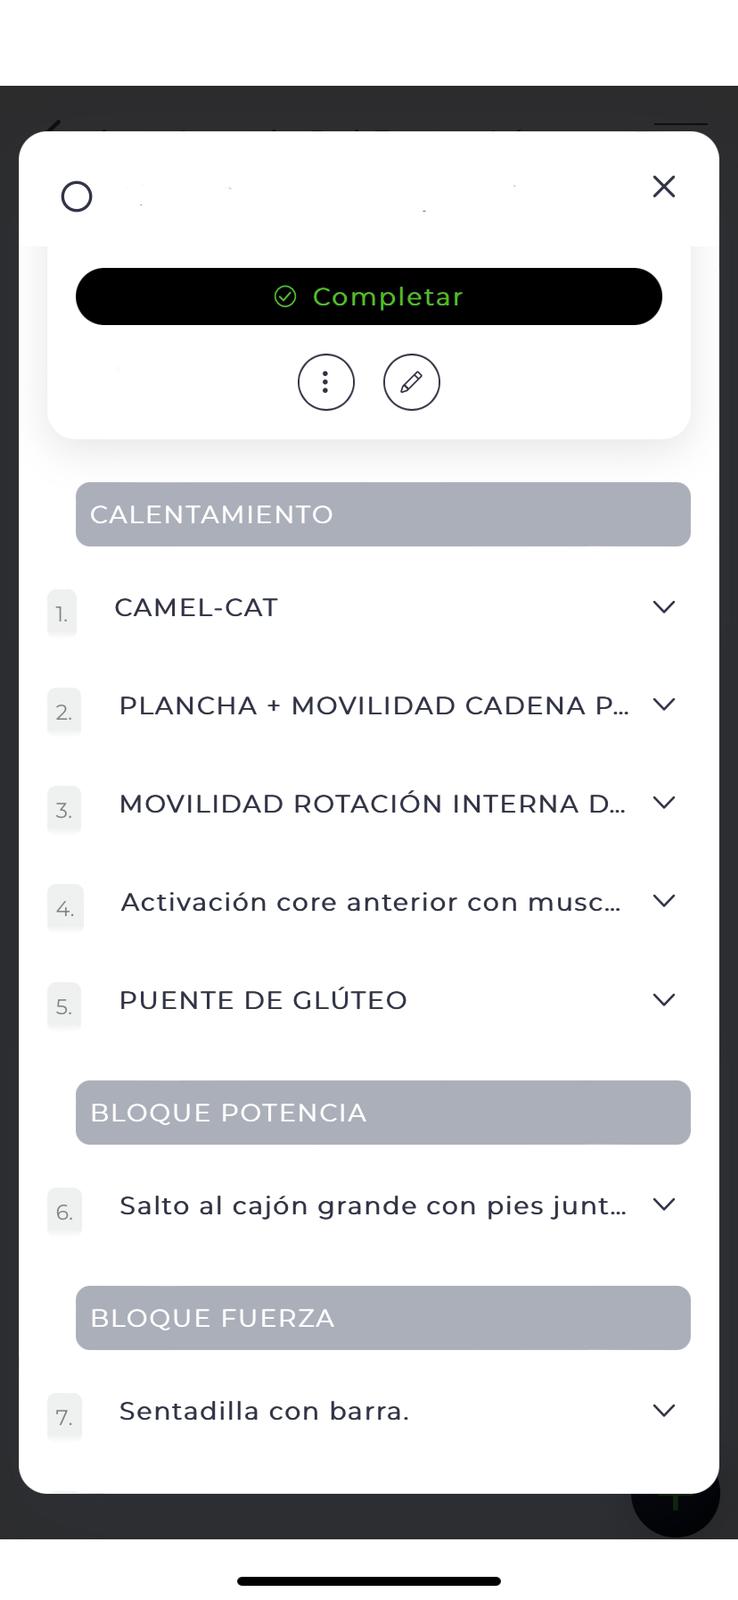 Completar
CALENTAMIENTO
1. CAMEL-CAT
2. PLANCHA + MOVILIDAD CADENA P...
3. MOVILIDAD ROTACIÓN INTERNA D...
4. Activación core anterior con musc...
5. PUENTE DE GLÚTEO
BLOQUE POTENCIA
6. Salto al cajón grande con pies junt...
BLOQUE FUERZA
7. Sentadilla con barra.